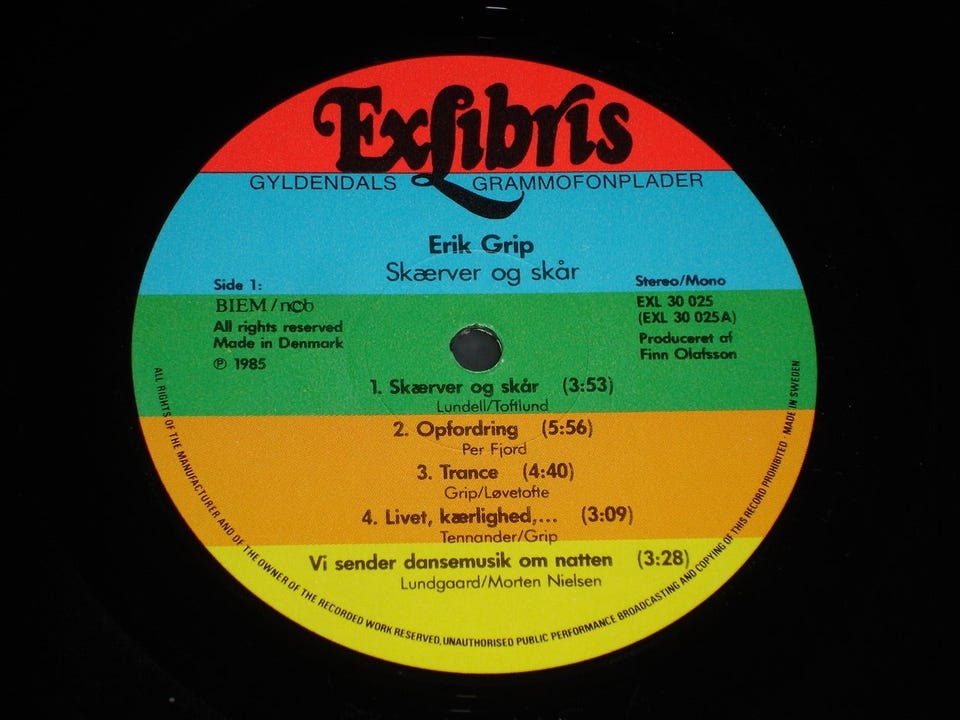 ExLibris
GYLDENDALS GRAMMOFONPLADER
Erik Grip
Skærver og skår
Side 1:
BIEM/ncb
All rights reserved
Made in Denmark
℗ 1985
Stereo/Mono
EXL 30 025
(EXL 30 025A)
Produceret af
Finn Olafsson
1. Skærver og skår (3:53)
Lundell/Toftlund
2. Opfordring (5:56)
Per Fjord
3. Trance (4:40)
Grip/Løvetofte
4. Livet, kærlighed,... (3:09)
Tennander/Grip
Vi sender dansemusik om natten (3:28)
Lundgaard/Morten Nielsen
ALL RIGHTS OF THE MANUFACTURER AND OF THE OWNER OF THE RECORDED WORK RESERVED, UNAUTHORISED PUBLIC PERFORMANCE BROADCASTING AND COPYING OF THIS RECORD PROHIBITED · MADE IN SWEDEN